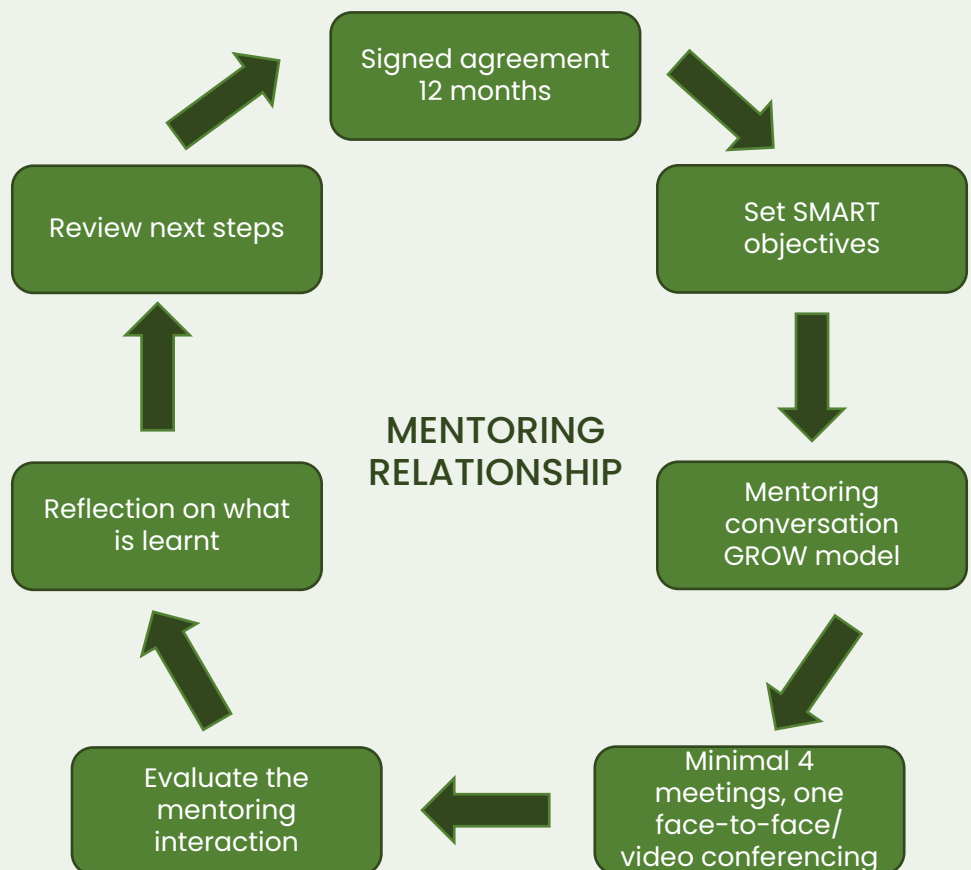 Signed agreement
12 months
Set SMART
objectives
Mentoring
conversation
GROW model
Minimal 4
meetings, one
face-to-face/
video conferencing
Evaluate the
mentoring
interaction
Reflection on what
is learnt
Review next steps
MENTORING
RELATIONSHIP